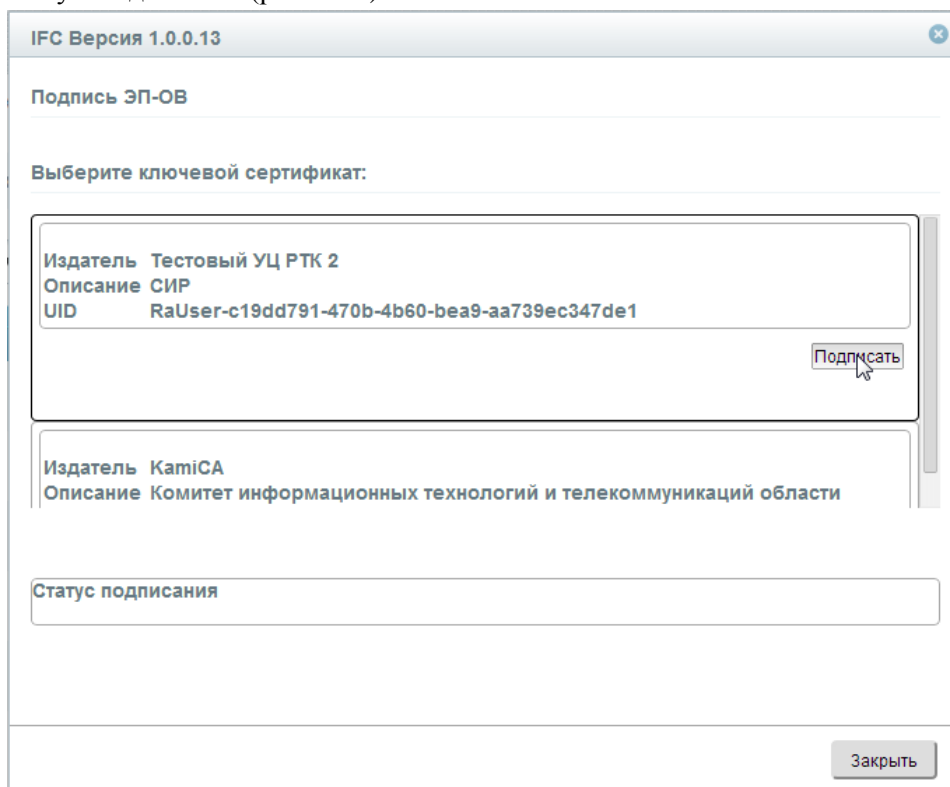 IFC Версия 1.0.0.13
Подпись ЭП-ОВ
Выберите ключевой сертификат:
Издатель Тестовый УЦ РТК 2
Описание СИР
UID RaUser-c19dd791-470b-4b60-bea9-aa739ec347de1
Подписать
Издатель KamiCA
Описание Комитет информационных технологий и телекоммуникаций области
Статус подписания
Закрыть